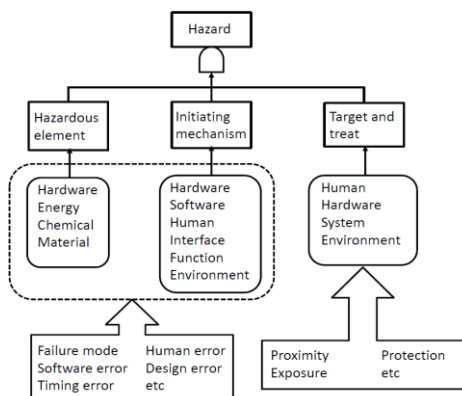 Hazard
Hazardous
element
Initiating
mechanism
Target and
treat
Hardware
Energy
Chemical
Material
Hardware
Software
Human
Interface
Function
Environment
Human
Hardware
System
Environment
Failure mode
Software error
Timing error
Human error
Design error
etc
Proximity
Exposure
Protection
etc